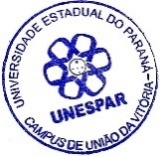 UNIVERSIDADE ESTADUAL DO PARANÁ-
UNESPAR
CAMPUS DE UNIÃO DA VITÓRIA